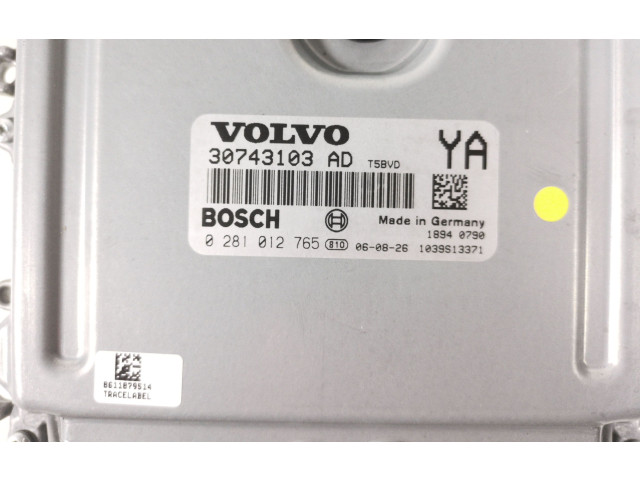 VOLVO
YA
30743103 AD T5BVD
BOSCH Made in Germany
1894 0790
0 281 012 765 810 06-08-26 1039S13371
8611879514
TRACELABEL